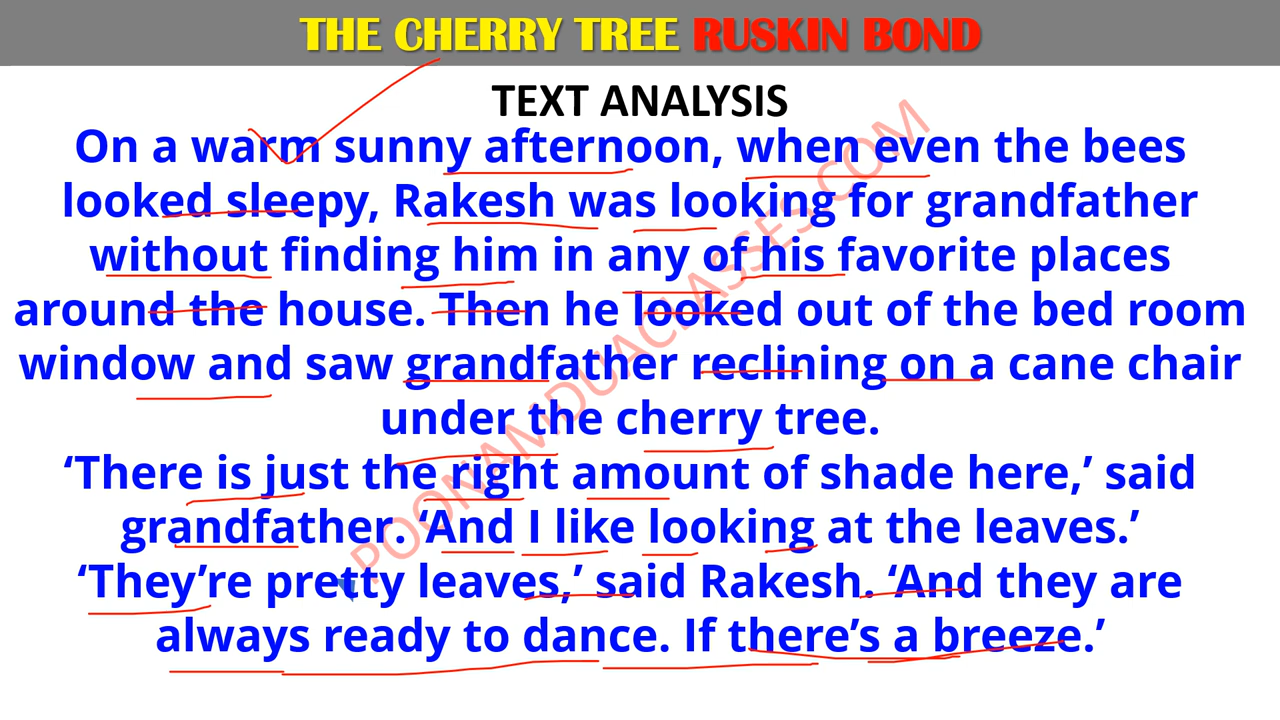 THE CHERRY TREE RUSKIN BOND
TEXT ANALYSIS
On a warm sunny afternoon, when even the bees
looked sleepy, Rakesh was looking for grandfather
without finding him in any of his favorite places
around the house. Then he looked out of the bed room
window and saw grandfather reclining on a cane chair
under the cherry tree.
‘There is just the right amount of shade here,’ said
grandfather. ‘And I like looking at the leaves.’
‘They’re pretty leaves,’ said Rakesh. ‘And they are
always ready to dance. If there’s a breeze.’
POONAMDUACLASSES.COM